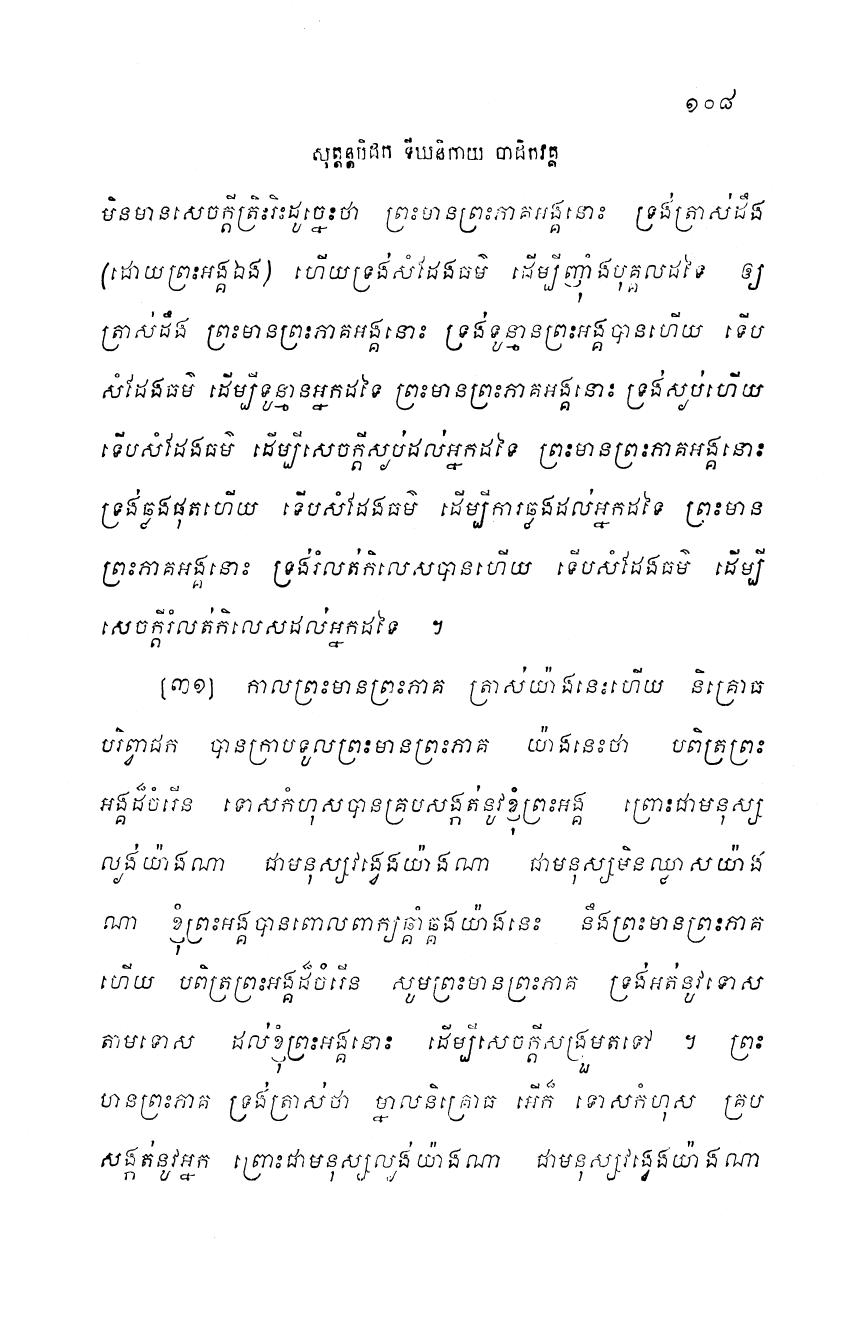 ១០៨
សុត្តន្តបិដក ទីឃនិកាយ បាដិកវគ្គ
មិនមានសេចក្តីត្រិះរិះដូច្នេះថា ព្រះមានព្រះភាគអង្គនោះ ទ្រង់ត្រាស់ដឹង
(ដោយព្រះអង្គឯង) ហើយទ្រង់សំដែងធម៌ ដើម្បីញ៉ាំងបុគ្គលដទៃ ឲ្យ
ត្រាស់ដឹង ព្រះមានព្រះភាគអង្គនោះ ទ្រង់ទូន្មានព្រះអង្គបានហើយ ទើប
សំដែងធម៌ ដើម្បីទូន្មានអ្នកដទៃ ព្រះមានព្រះភាគអង្គនោះ ទ្រង់ស្ងប់ហើយ
ទើបសំដែងធម៌ ដើម្បីសេចក្តីស្ងប់ដល់អ្នកដទៃ ព្រះមានព្រះភាគអង្គនោះ
ទ្រង់ឆ្លងផុតហើយ ទើបសំដែងធម៌ ដើម្បីការឆ្លងដល់អ្នកដទៃ ព្រះមាន
ព្រះភាគអង្គនោះ ទ្រង់រំលត់កិលេសបានហើយ ទើបសំដែងធម៌ ដើម្បី
សេចក្តីរំលត់កិលេសដល់អ្នកដទៃ ។
[៣១] កាលព្រះមានព្រះភាគ ត្រាស់យ៉ាងនេះហើយ និគ្រោធ
បរិព្វាជក បានក្រាបទូលព្រះមានព្រះភាគ យ៉ាងនេះថា បពិត្រព្រះ
អង្គដ៏ចំរើន ទោសកំហុសបានគ្របសង្កត់នូវខ្ញុំព្រះអង្គ ព្រោះជាមនុស្ស
ល្ងង់យ៉ាងណា ជាមនុស្សវង្វេងយ៉ាងណា ជាមនុស្សមិនឈ្លាសយ៉ាង
ណា ខ្ញុំព្រះអង្គបានពោលពាក្យឆ្គាំឆ្គងយ៉ាងនេះ នឹងព្រះមានព្រះភាគ
ហើយ បពិត្រព្រះអង្គដ៏ចំរើន សូមព្រះមានព្រះភាគ ទ្រង់អត់នូវទោស
តាមទោស ដល់ខ្ញុំព្រះអង្គនោះ ដើម្បីសេចក្តីសង្រួមតទៅ ។ ព្រះ
មានព្រះភាគ ទ្រង់ត្រាស់ថា ម្នាលនិគ្រោធ អើក៏ ទោសកំហុស គ្រប
សង្កត់នូវអ្នក ព្រោះជាមនុស្សល្ងង់យ៉ាងណា ជាមនុស្សវង្វេងយ៉ាងណា